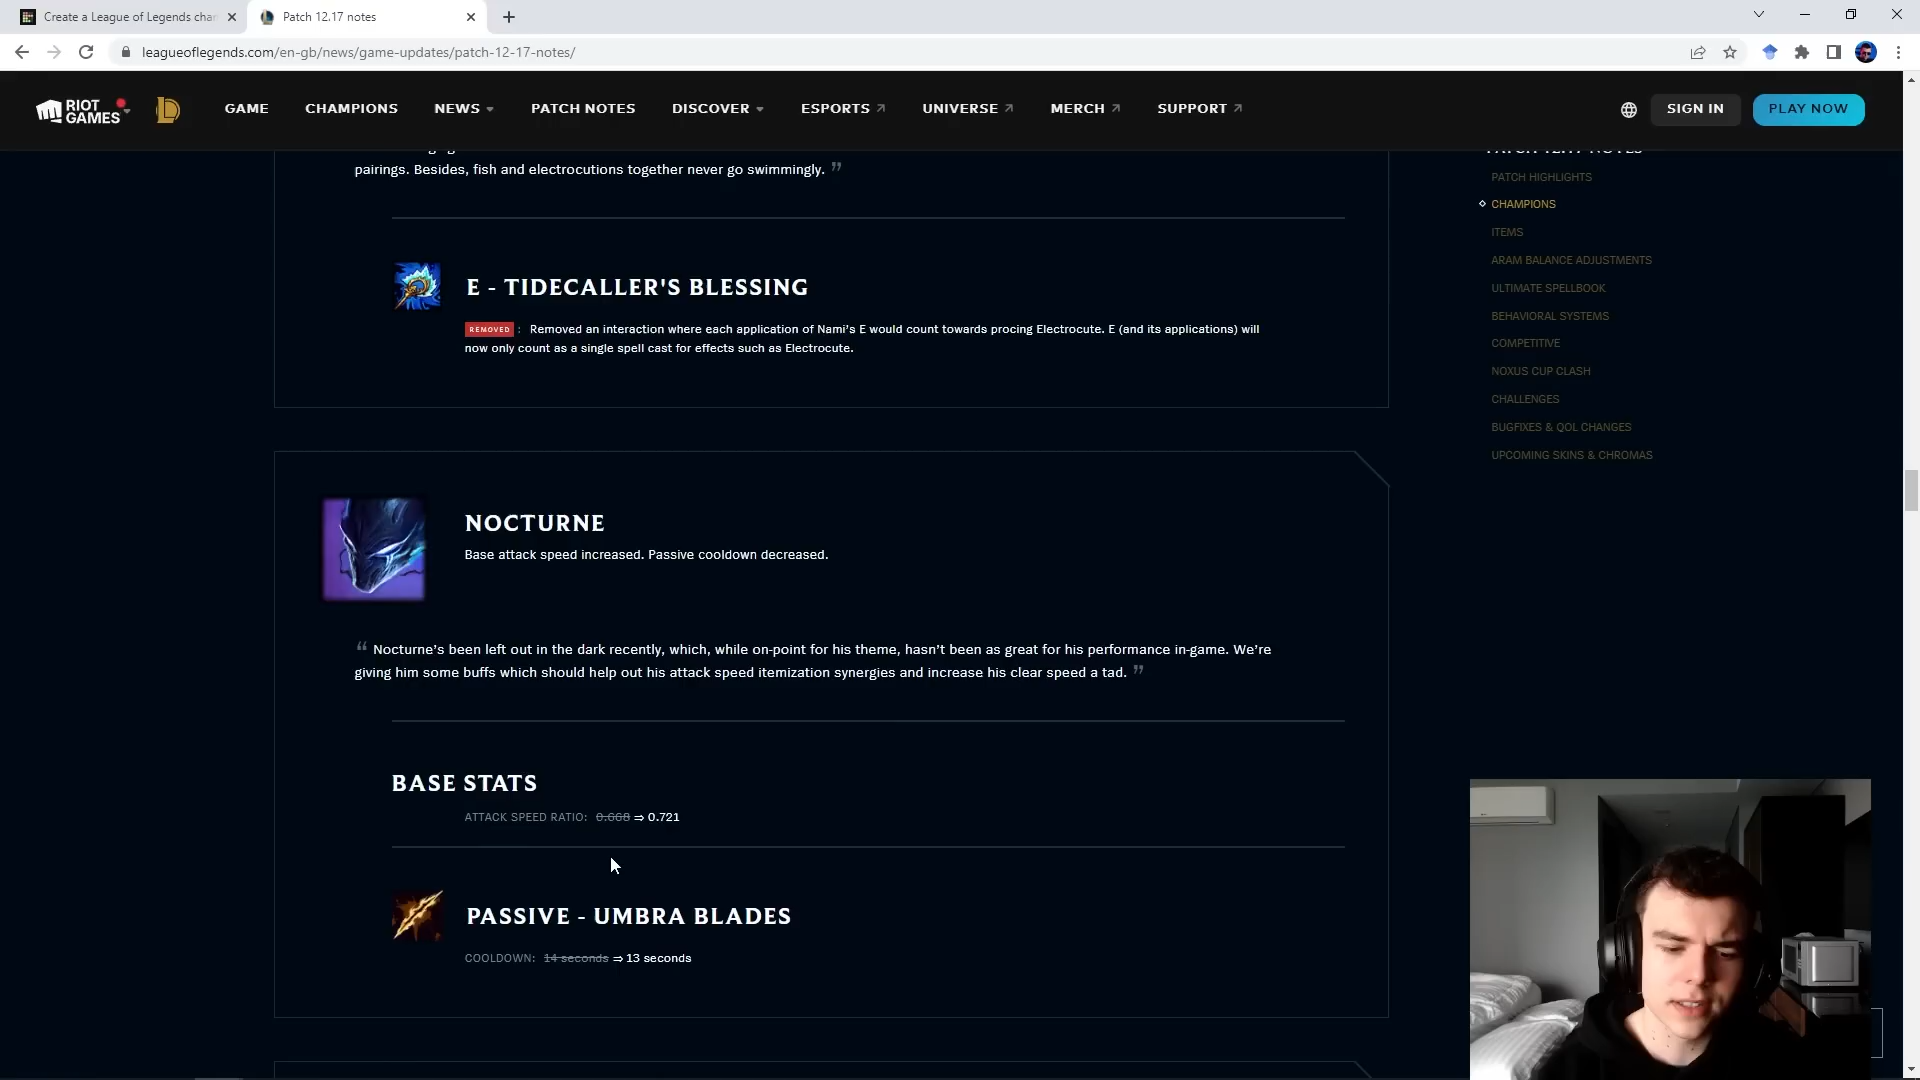 Create a League of Legends cha
Patch 12.17 notes
leagueoflegends.com/en-gb/news/game-updates/patch-12-17-notes/
RIOT GAMES
GAME
CHAMPIONS
NEWS
PATCH NOTES
DISCOVER
ESPORTS
UNIVERSE
MERCH
SUPPORT
SIGN IN
PLAY NOW
pairings. Besides, fish and electrocutions together never go swimmingly. ”
E - TIDECALLER'S BLESSING
REMOVED : Removed an interaction where each application of Nami's E would count towards procing Electrocute. E (and its applications) will
now only count as a single spell cast for effects such as Electrocute.
NOCTURNE
Base attack speed increased. Passive cooldown decreased.
“ Nocturne's been left out in the dark recently, which, while on-point for his theme, hasn't been as great for his performance in-game. We're
giving him some buffs which should help out his attack speed itemization synergies and increase his clear speed a tad. ”
BASE STATS
ATTACK SPEED RATIO: 0.668 ⇒ 0.721
PASSIVE - UMBRA BLADES
COOLDOWN: 14 seconds ⇒ 13 seconds
PATCH 12.17 NOTES
PATCH HIGHLIGHTS
CHAMPIONS
ITEMS
ARAM BALANCE ADJUSTMENTS
ULTIMATE SPELLBOOK
BEHAVIORAL SYSTEMS
COMPETITIVE
NOXUS CUP CLASH
CHALLENGES
BUGFIXES & QOL CHANGES
UPCOMING SKINS & CHROMAS